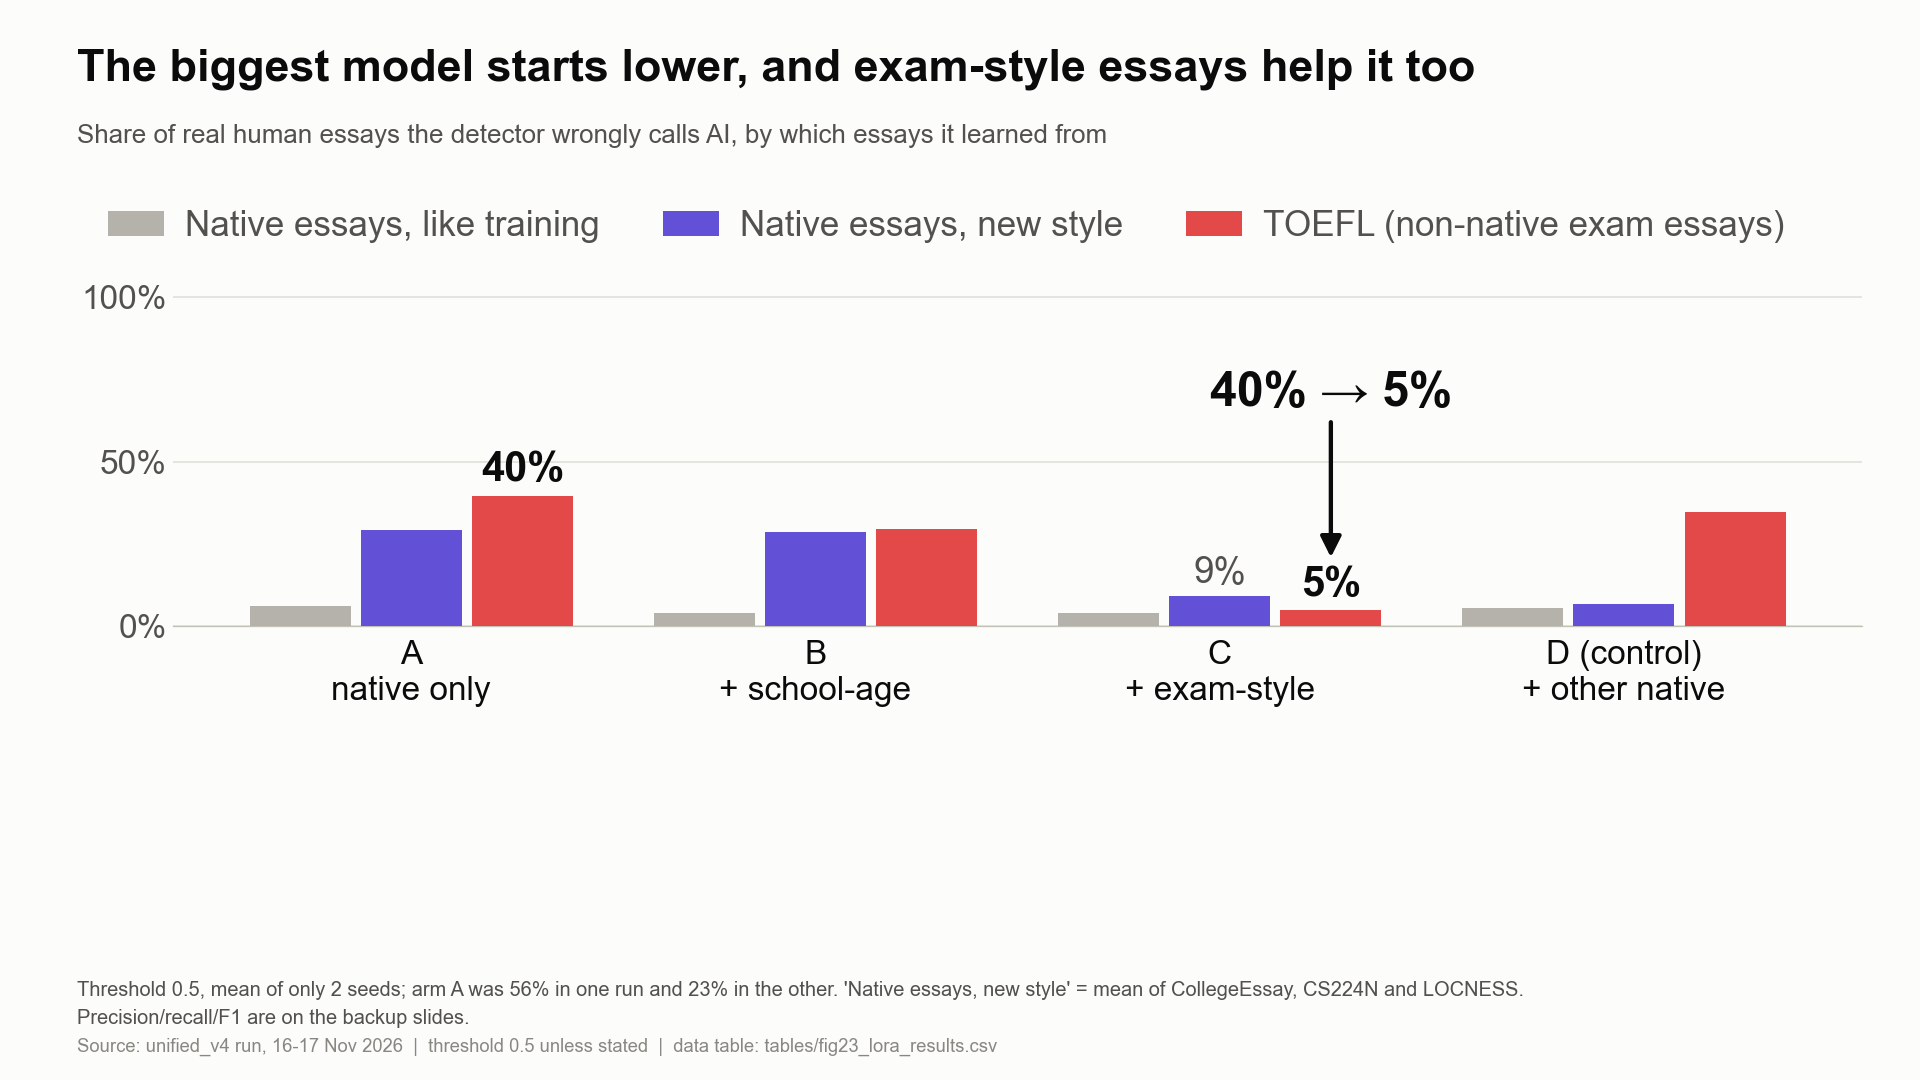 The biggest model starts lower, and exam-style essays help it too
Share of real human essays the detector wrongly calls AI, by which essays it learned from
Native essays, like training
Native essays, new style
TOEFL (non-native exam essays)
100%
50%
0%
40%
40% → 5%
9%
5%
A
native only
B
+ school-age
C
+ exam-style
D (control)
+ other native
Threshold 0.5, mean of only 2 seeds; arm A was 56% in one run and 23% in the other. 'Native essays, new style' = mean of CollegeEssay, CS224N and LOCNESS.
Precision/recall/F1 are on the backup slides.
Source: unified_v4 run, 16-17 Nov 2026 | threshold 0.5 unless stated | data table: tables/fig23_lora_results.csv